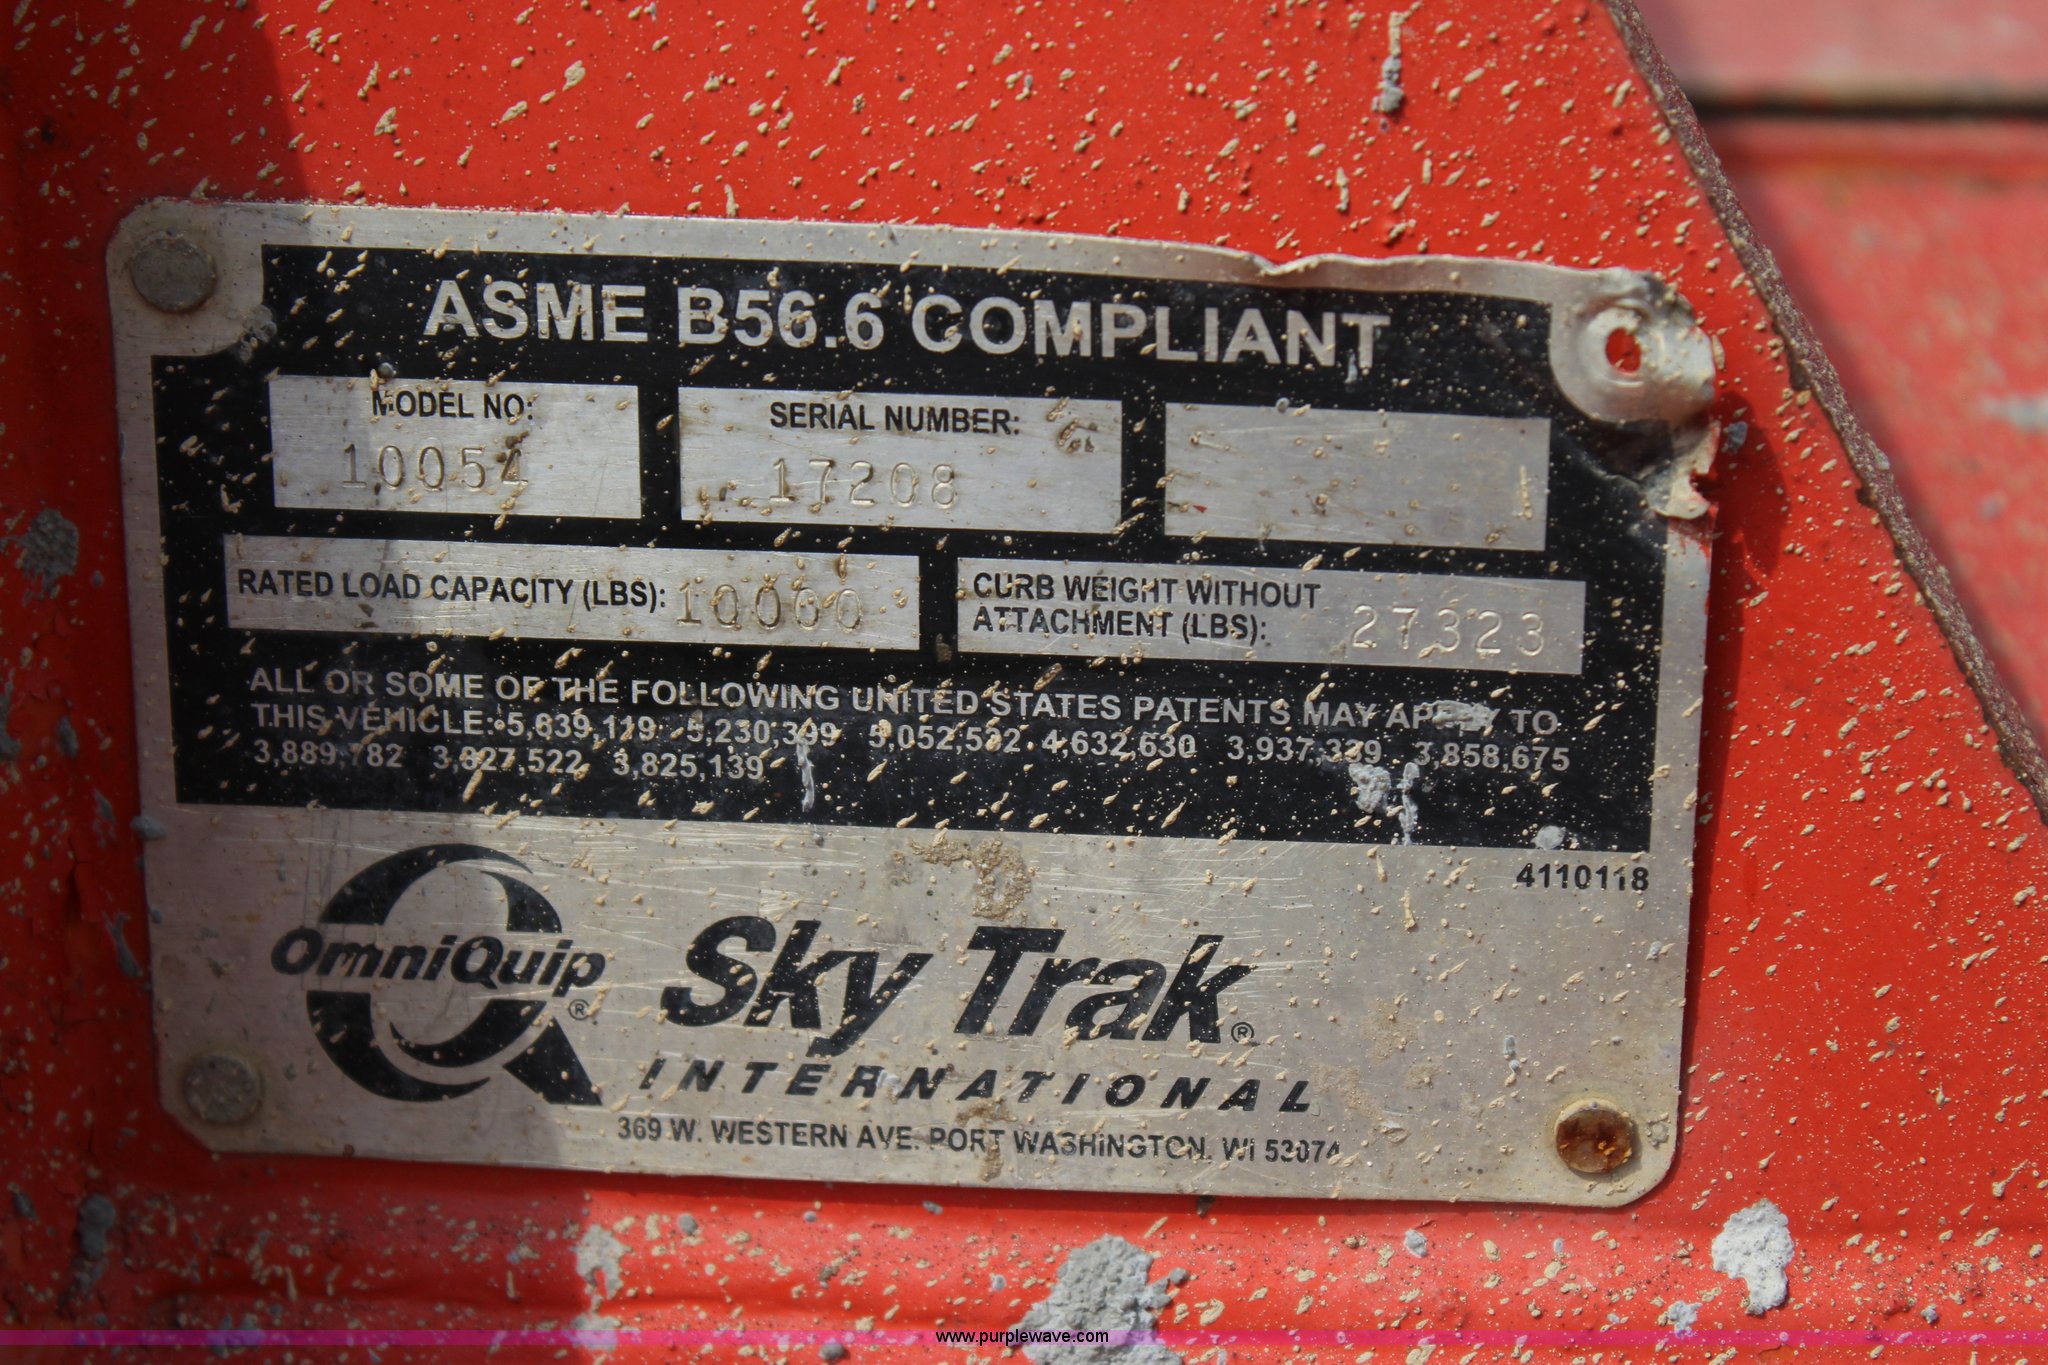 ASME B56.6 COMPLIANT
MODEL NO: SERIAL NUMBER:
10054 17208
RATED LOAD CAPACITY (LBS): 10000 CURB WEIGHT WITHOUT
ATTACHMENT (LBS): 27323
ALL OR SOME OF THE FOLLOWING UNITED STATES PATENTS MAY APPLY TO
THIS VEHICLE: 5,639,119 5,230,399 5,052,532 4,632,630 3,937,339 3,858,675
3,889,782 3,827,522 3,825,139
4110118
OmniQuip® Sky Trak®
INTERNATIONAL
369 W. WESTERN AVE. PORT WASHINGTON, WI 53074
www.purplewave.com